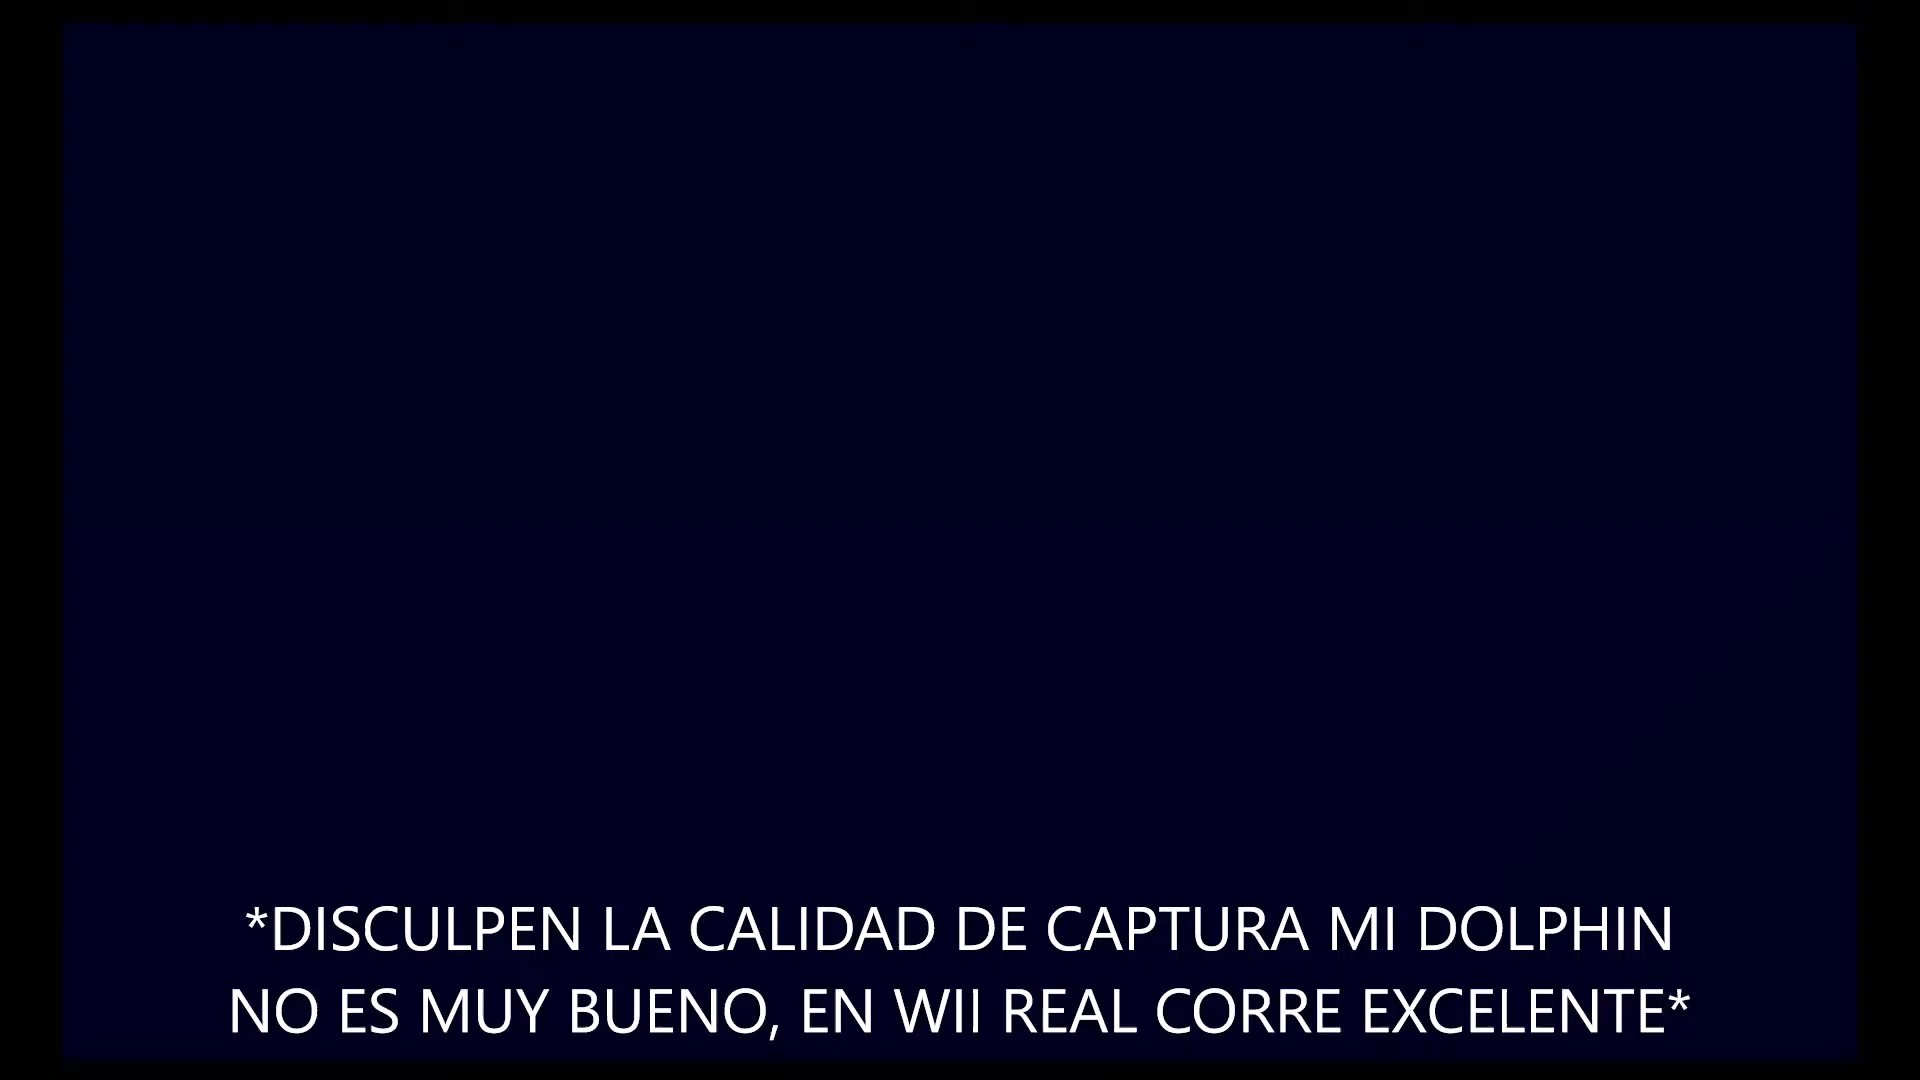 *DISCULPEN LA CALIDAD DE CAPTURA MI DOLPHIN
NO ES MUY BUENO, EN WII REAL CORRE EXCELENTE*